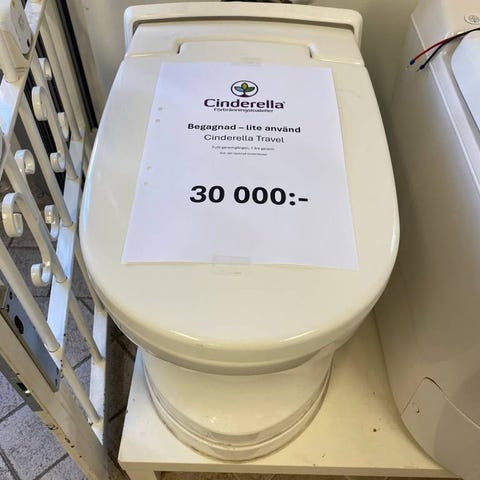 Cinderella
Förbränningstoaletter
Begagnad – lite använd
Cinderella Travel
30 000:-